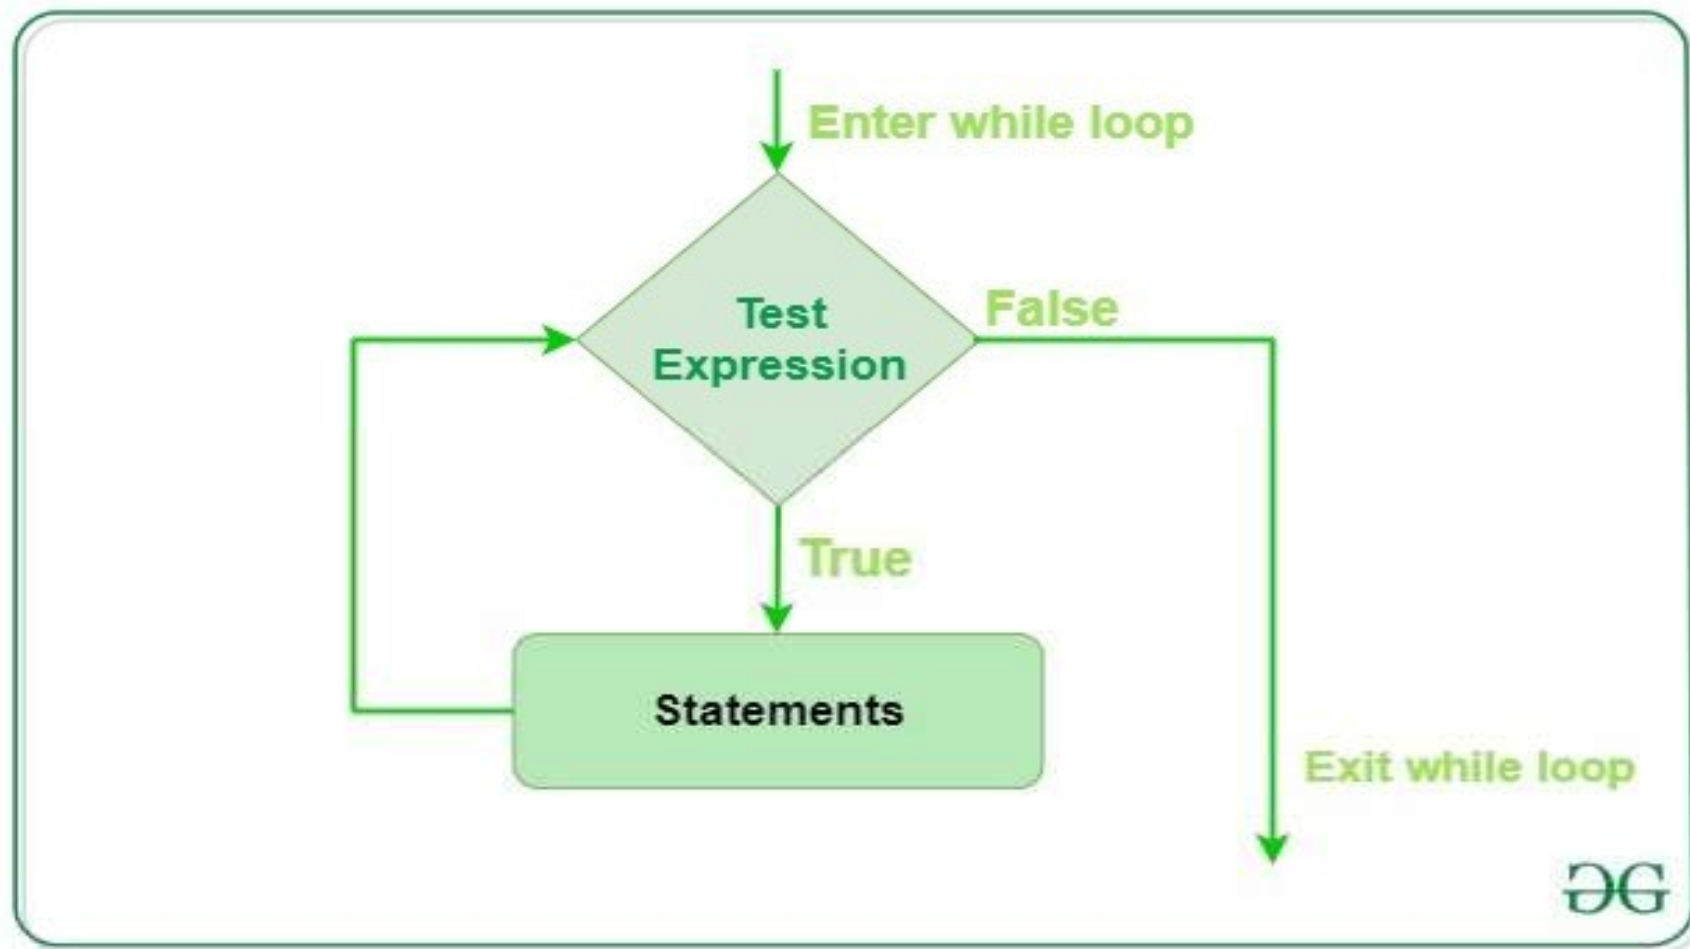 Enter while loop
Test
Expression
False
True
Statements
Exit while loop
GG